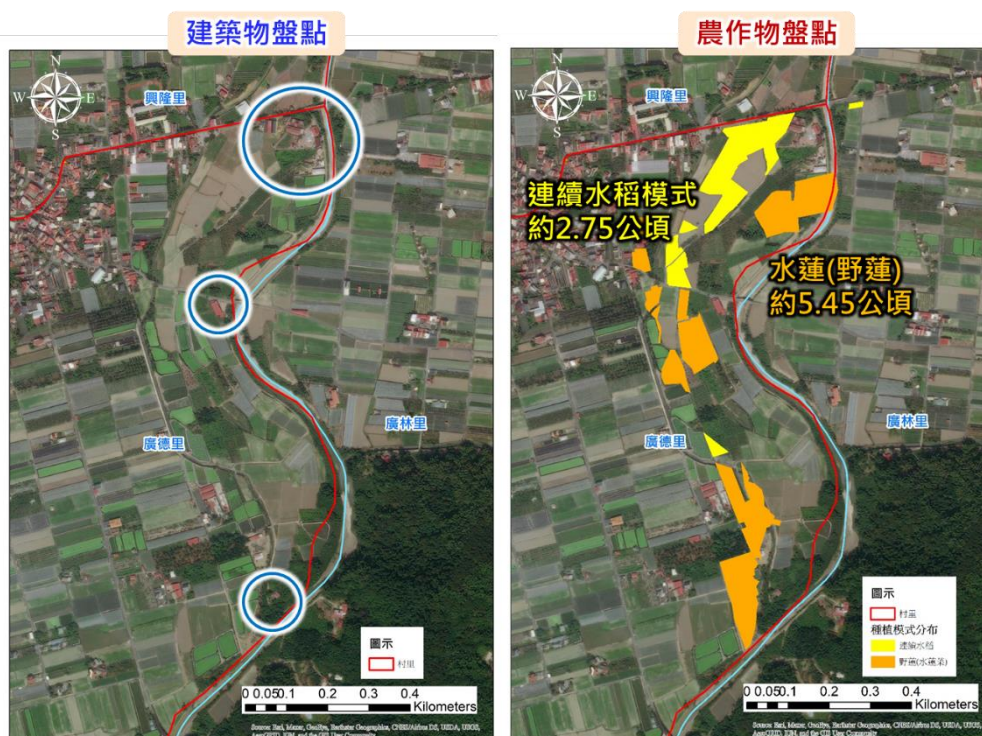 建築物盤點
農作物盤點
N
W E
S
興隆里
廣林里
廣德里
圖示
村里
0 0.05 0.1 0.2 0.3 0.4
Kilometers
N
W E
S
興隆里
連續水稻模式
約2.75公頃
水蓮(野蓮)
約5.45公頃
廣林里
廣德里
圖示
村里
種植模式分布
連續水稻
野蓮(水蓮菜)
0 0.05 0.1 0.2 0.3 0.4
Kilometers